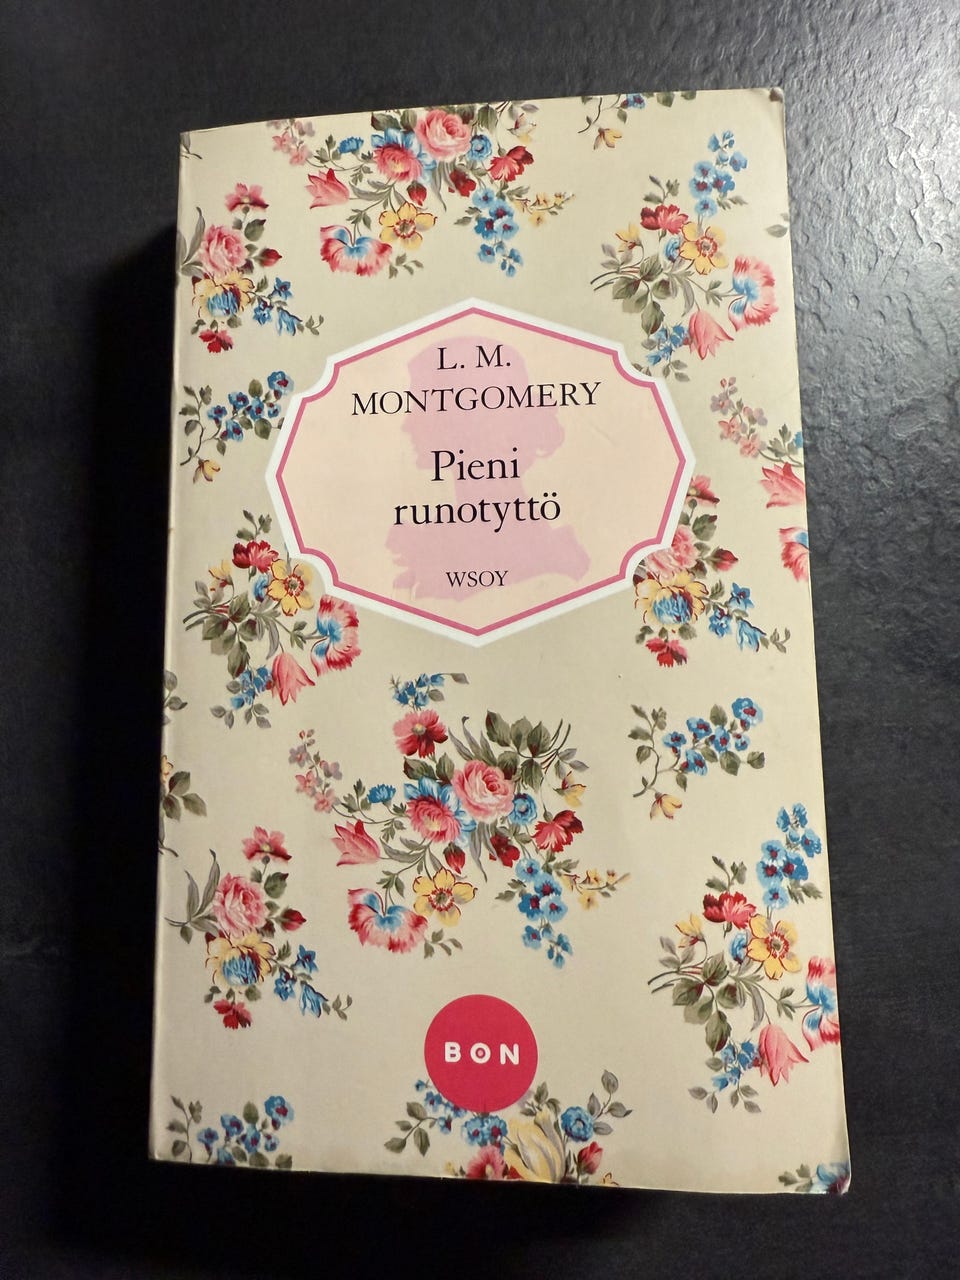 L. M.
MONTGOMERY
Pieni
runotyttö
WSOY
BON